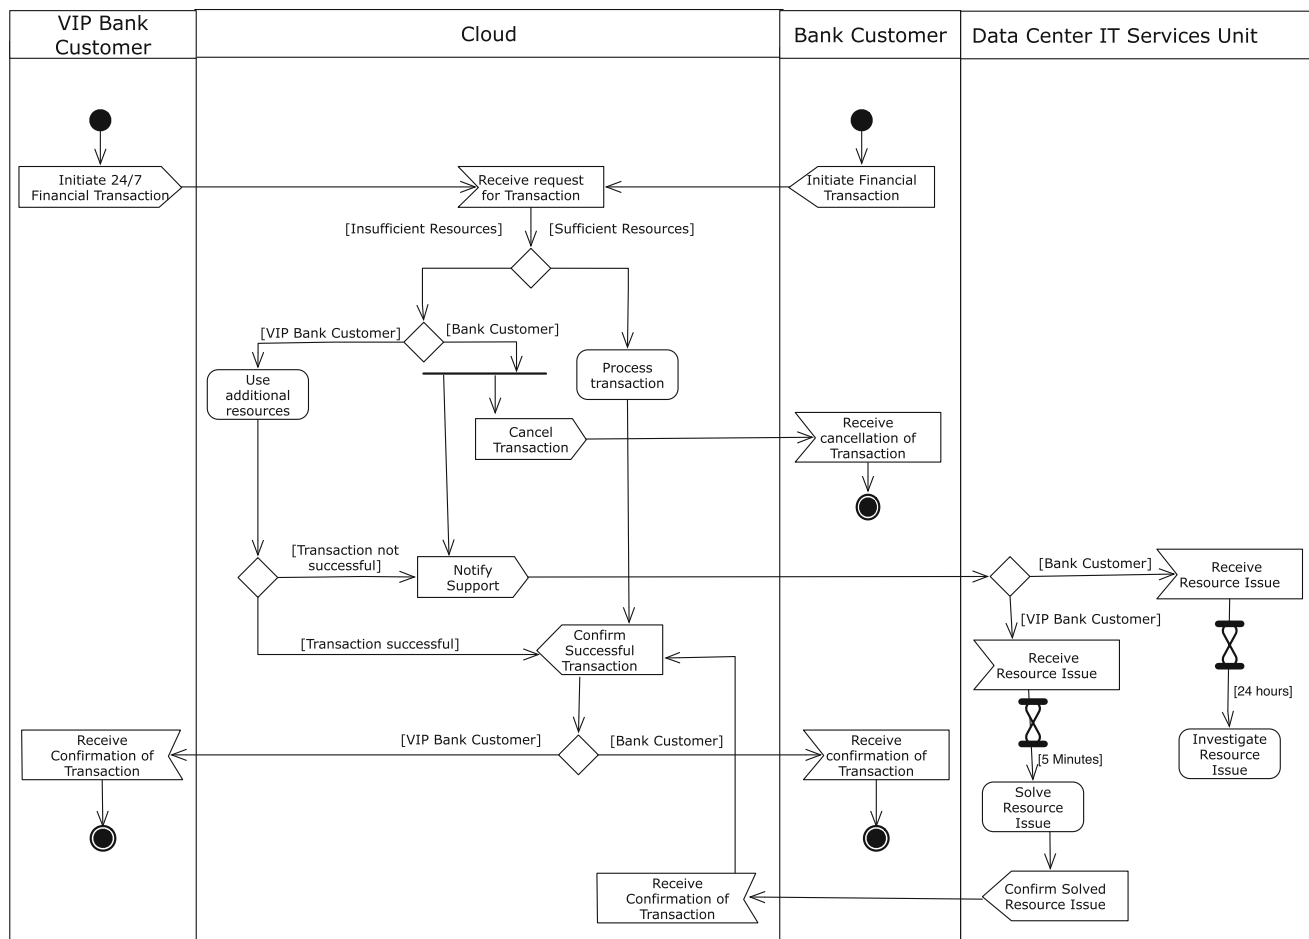 VIP Bank
Customer
Cloud
Bank Customer
Data Center IT Services Unit
Initiate 24/7
Financial Transaction
Receive request
for Transaction
Initiate Financial
Transaction
[Insufficient Resources]
[Sufficient Resources]
[VIP Bank Customer]
[Bank Customer]
Use
additional
resources
Process
transaction
Cancel
Transaction
Receive
cancellation of
Transaction
[Transaction not
successful]
Notify
Support
[Bank Customer]
Receive
Resource Issue
[VIP Bank Customer]
[Transaction successful]
Confirm
Successful
Transaction
Receive
Resource Issue
[24 hours]
Receive
Confirmation of
Transaction
[VIP Bank Customer]
[Bank Customer]
Receive
confirmation of
Transaction
[5 Minutes]
Investigate
Resource
Issue
Solve
Resource
Issue
Receive
Confirmation of
Transaction
Confirm Solved
Resource Issue